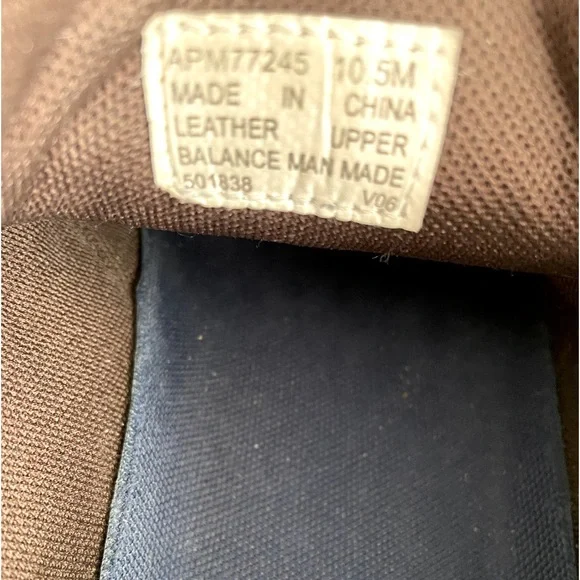 APM77245 10.5M
MADE IN CHINA
LEATHER UPPER
BALANCE MAN MADE
501838 V06